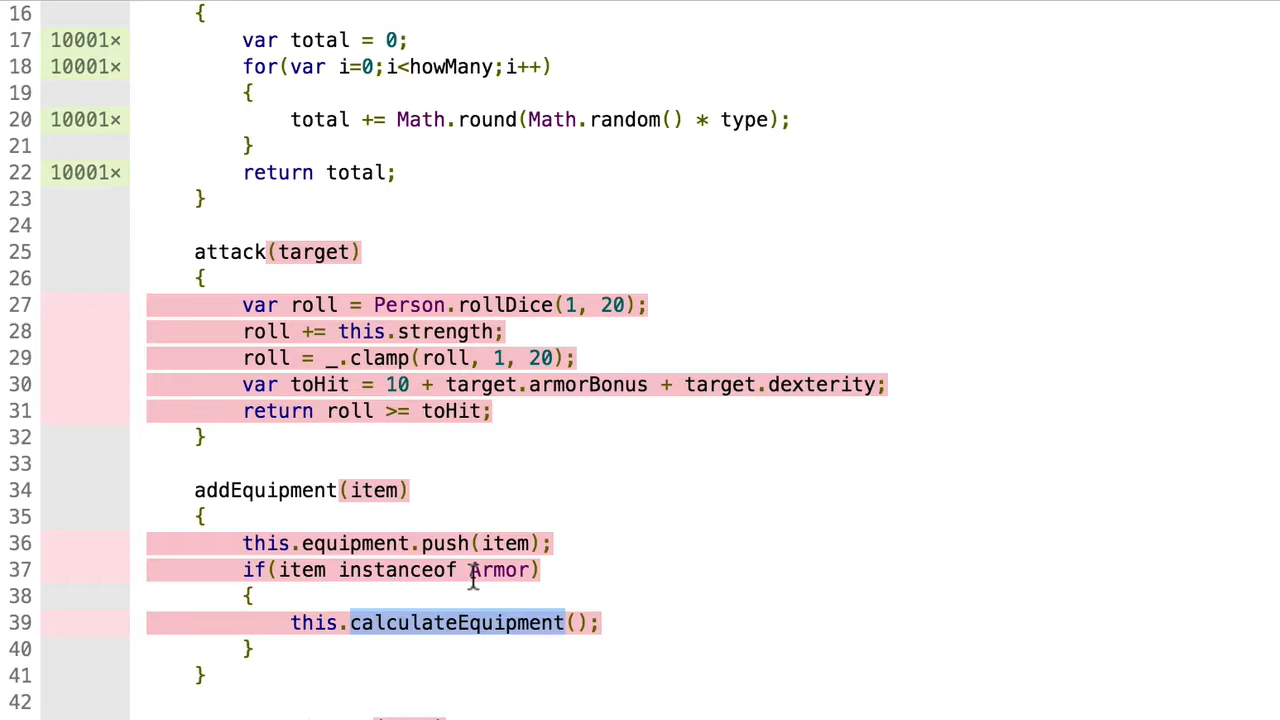 16 {
17 10001× var total = 0;
18 10001× for(var i=0;i<howMany;i++)
19 {
20 10001× total += Math.round(Math.random() * type);
21 }
22 10001× return total;
23 }
24
25 attack(target)
26 {
27 var roll = Person.rollDice(1, 20);
28 roll += this.strength;
29 roll = _.clamp(roll, 1, 20);
30 var toHit = 10 + target.armorBonus + target.dexterity;
31 return roll >= toHit;
32 }
33
34 addEquipment(item)
35 {
36 this.equipment.push(item);
37 if(item instanceof Armor)
38 {
39 this.calculateEquipment();
40 }
41 }
42